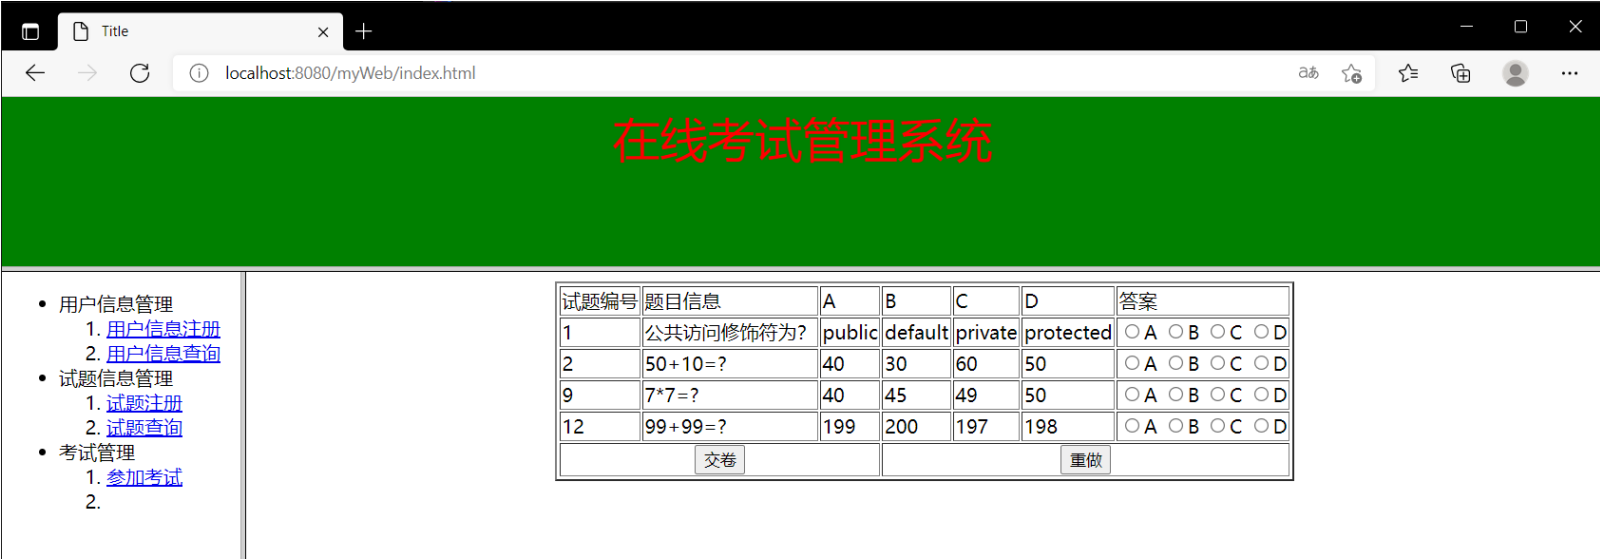 Title
localhost:8080/myWeb/index.html
aあ
在线考试管理系统
用户信息管理
1. 用户信息注册
2. 用户信息查询
试题信息管理
1. 试题注册
2. 试题查询
考试管理
1. 参加考试
2.
试题编号 题目信息 A B C D 答案
1 公共访问修饰符为? public default private protected A B C D
2 50+10=? 40 30 60 50 A B C D
9 7*7=? 40 45 49 50 A B C D
12 99+99=? 199 200 197 198 A B C D
交卷 重做